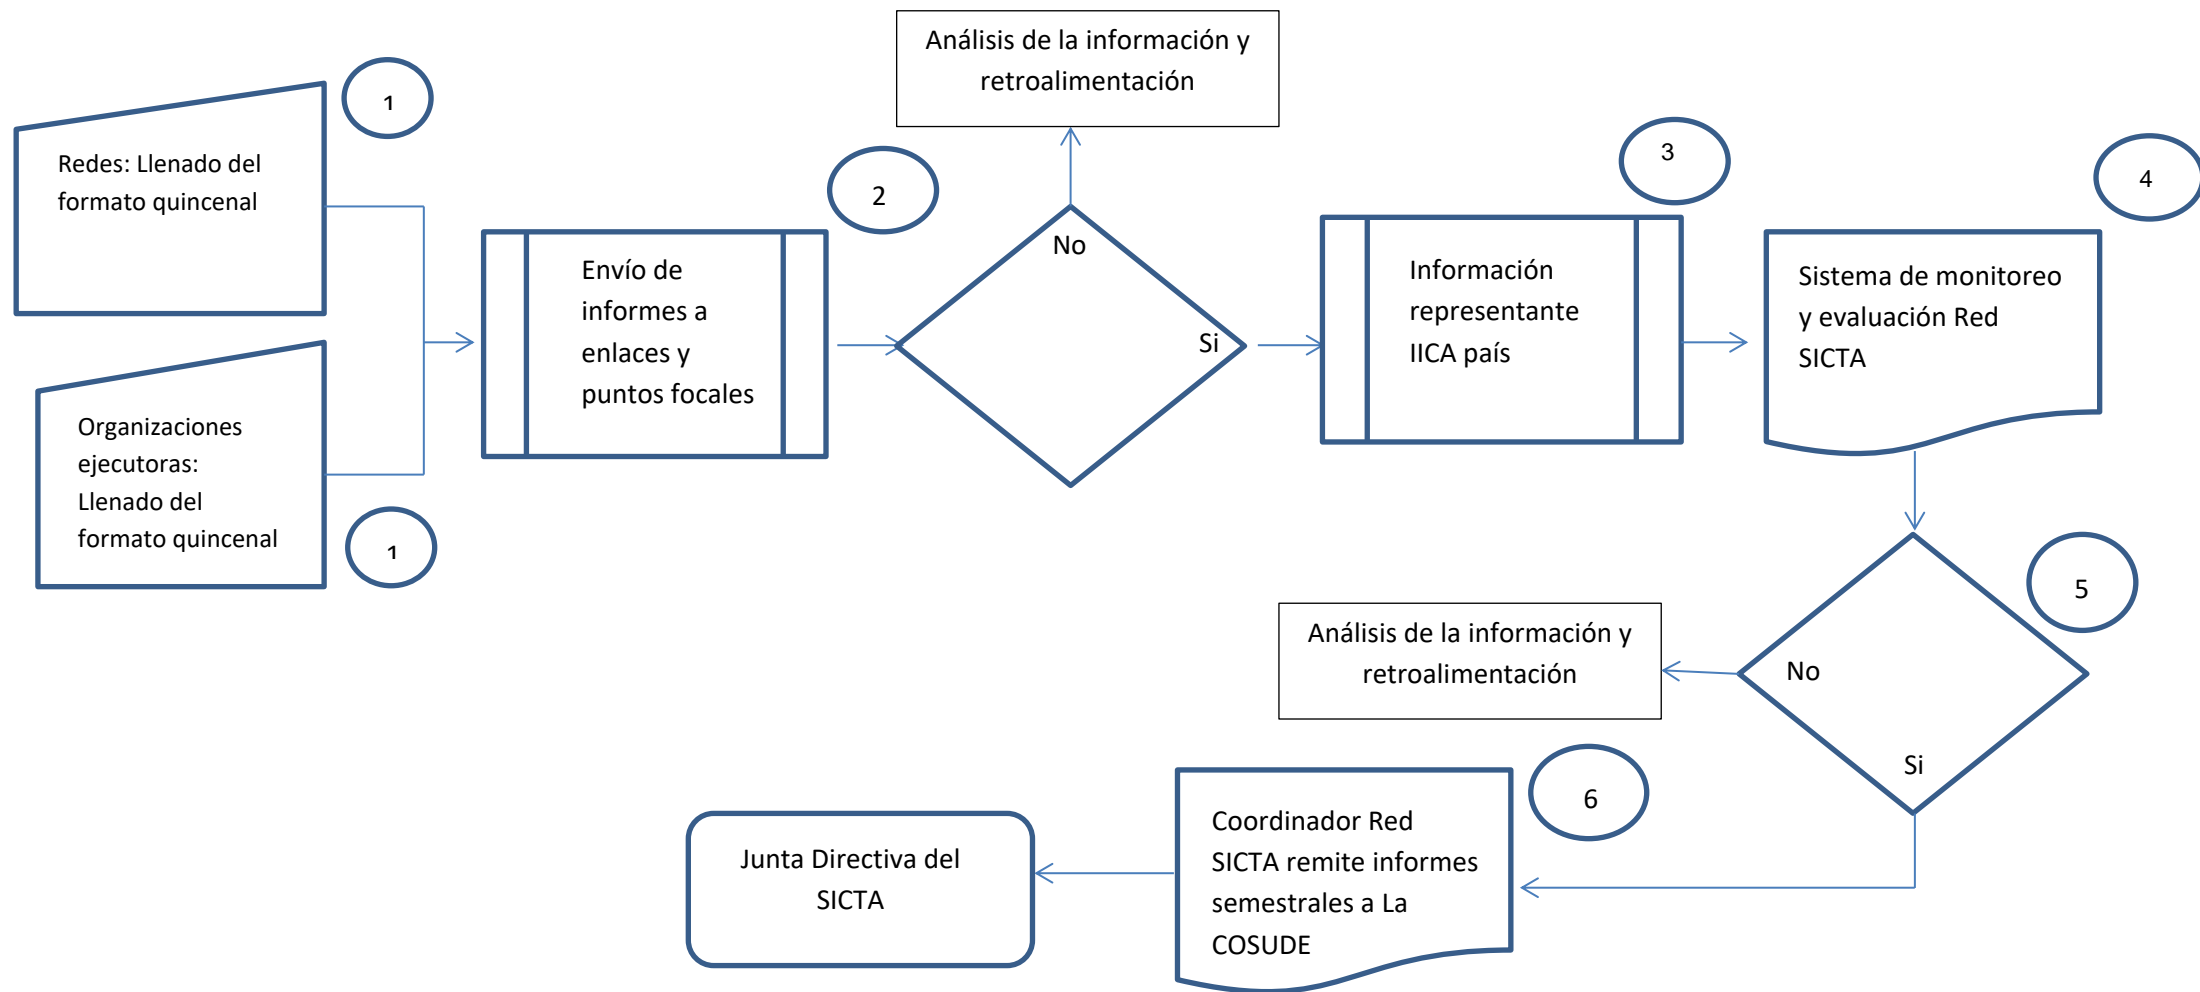 Análisis de la información y
retroalimentación
1
Redes: Llenado del
formato quincenal
2
Envío de
informes a
enlaces y
puntos focales
No
Si
3
Información
representante
IICA país
4
Sistema de monitoreo
y evaluación Red
SICTA
Organizaciones
ejecutoras:
Llenado del
formato quincenal
1
5
No
Si
Análisis de la información y
retroalimentación
6
Coordinador Red
SICTA remite informes
semestrales a La
COSUDE
Junta Directiva del
SICTA